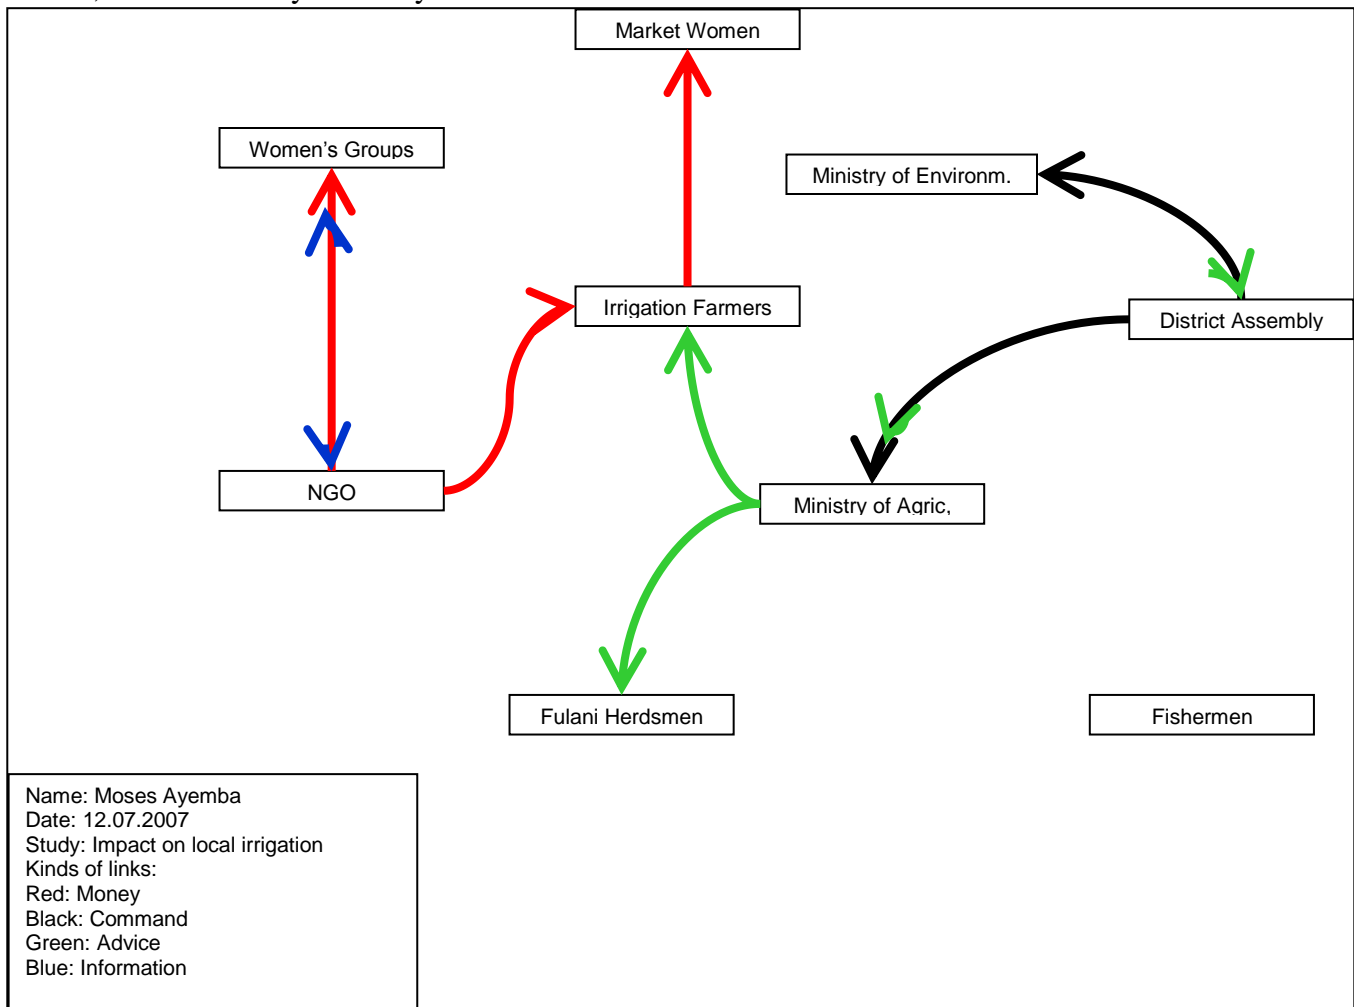 Market Women
Women's Groups
Ministry of Environm.
Irrigation Farmers
District Assembly
NGO
Ministry of Agric,
Fulani Herdsmen
Fishermen
Name: Moses Ayemba
Date: 12.07.2007
Study: Impact on local irrigation
Kinds of links:
Red: Money
Black: Command
Green: Advice
Blue: Information